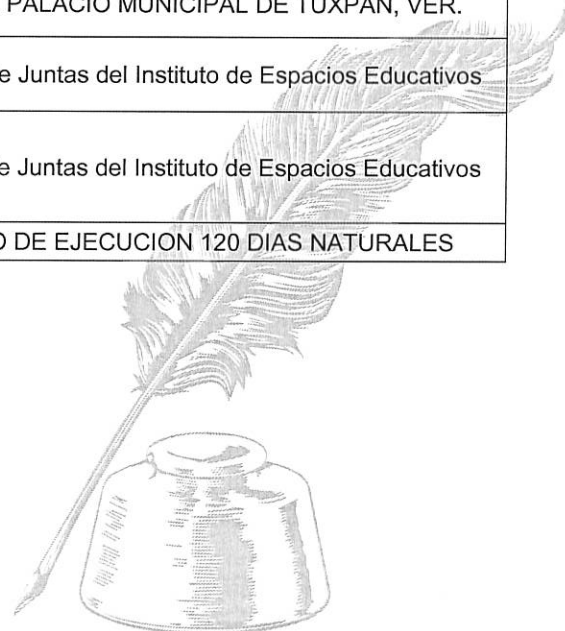 PALACIO MUNICIPAL DE TUXPAN, VER.
e Juntas del Instituto de Espacios Educativos
e Juntas del Instituto de Espacios Educativos
O DE EJECUCION 120 DIAS NATURALES